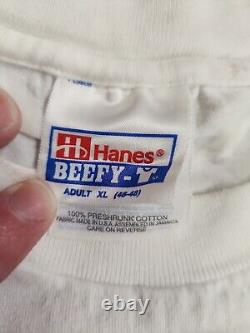 Hanes®
BEEFY-T
ADULT XL (46-48)
100% PRESHRUNK COTTON
FABRIC MADE IN U.S.A. ASSEMBLED IN JAMAICA
CARE ON REVERSE